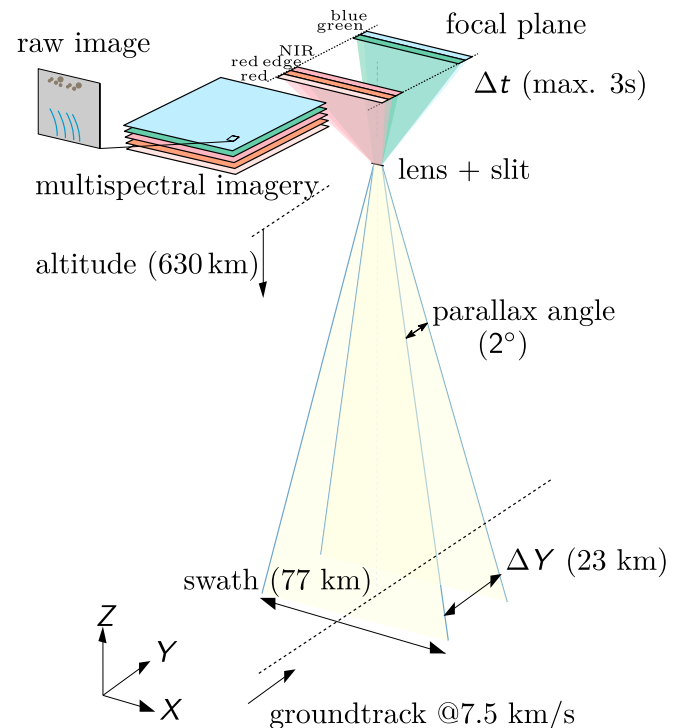 blue
green
focal plane
raw image
NIR
red edge
red
Δt (max. 3s)
lens + slit
multispectral imagery
altitude (630 km)
parallax angle
(2°)
ΔY (23 km)
swath (77 km)
Z
Y
X
groundtrack @7.5 km/s